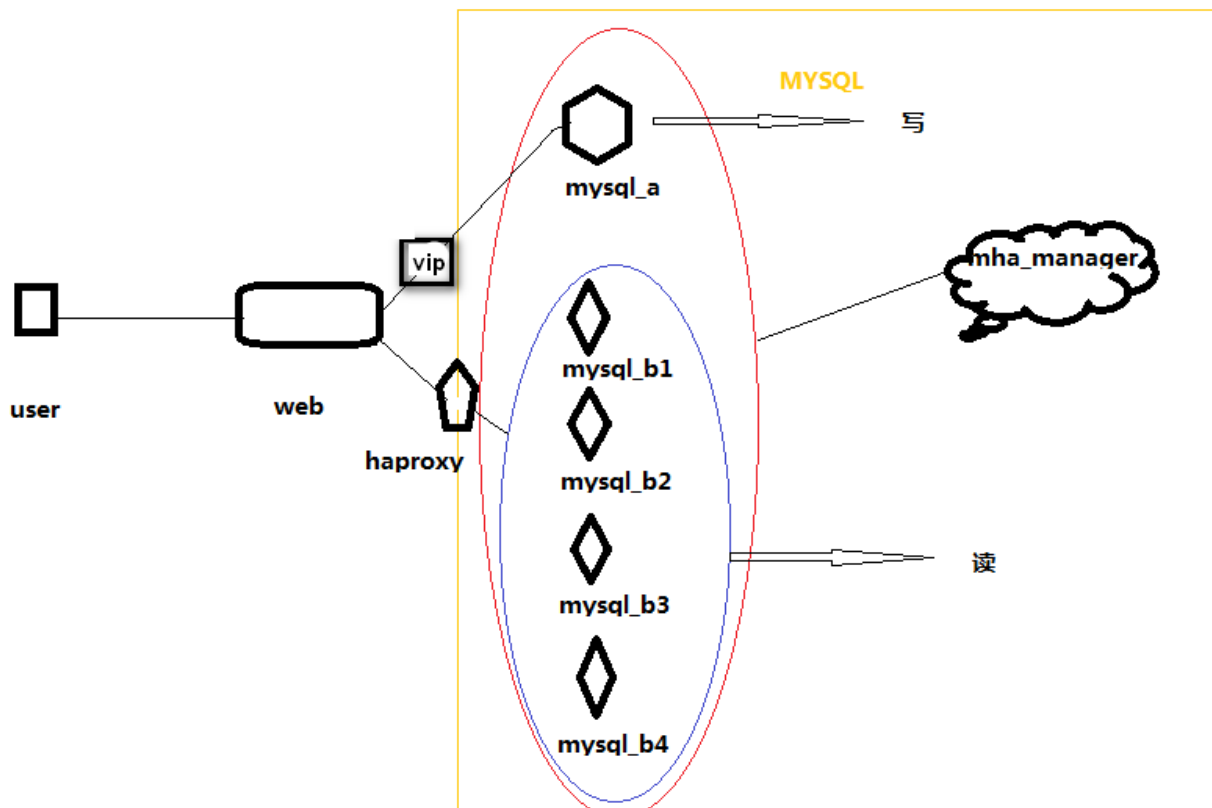 MYSQL
写
mysql_a
vip
mha_manager
mysql_b1
user
web
haproxy
mysql_b2
读
mysql_b3
mysql_b4